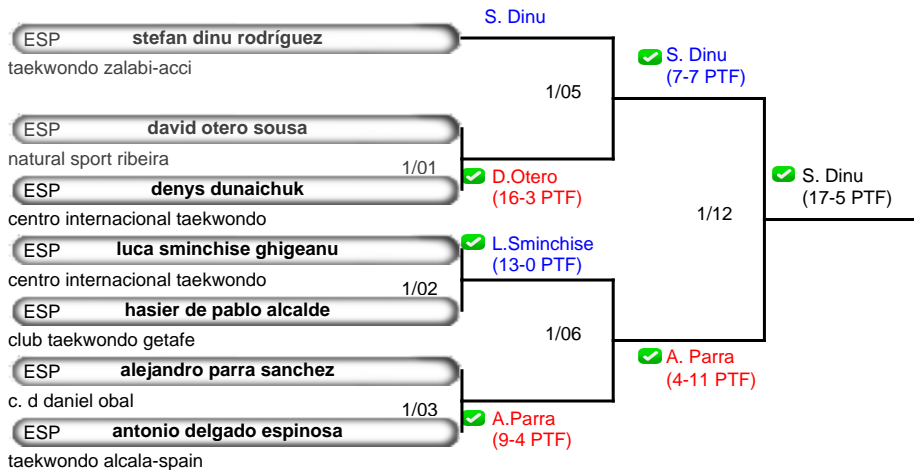 S. Dinu
ESP stefan dinu rodríguez
taekwondo zalabi-acci
S. Dinu
(7-7 PTF)
1/05
ESP david otero sousa
natural sport ribeira
1/01
D.Otero
(16-3 PTF)
ESP denys dunaichuk
centro internacional taekwondo
S. Dinu
(17-5 PTF)
1/12
ESP luca sminchise ghigeanu
L.Sminchise
(13-0 PTF)
centro internacional taekwondo
1/02
ESP hasier de pablo alcalde
club taekwondo getafe
1/06
A. Parra
(4-11 PTF)
ESP alejandro parra sanchez
c. d daniel obal
1/03
A.Parra
(9-4 PTF)
ESP antonio delgado espinosa
taekwondo alcala-spain